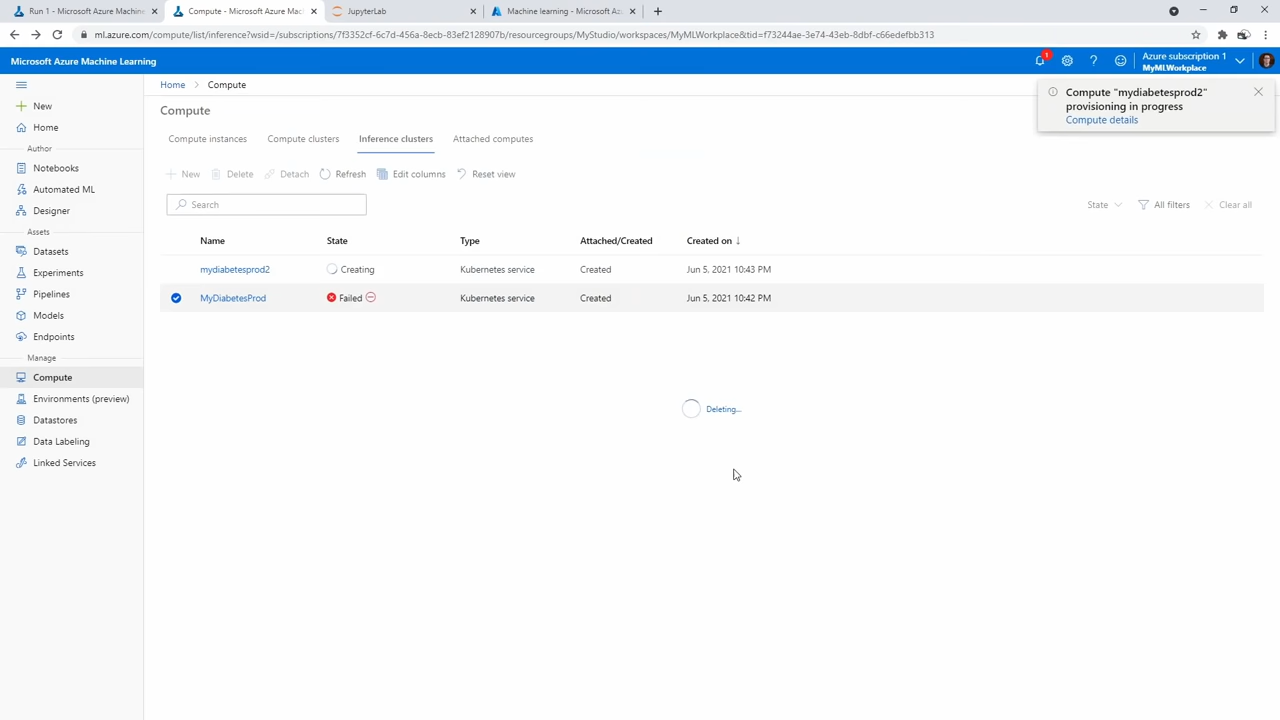 Run 1 - Microsoft Azure Machine
Compute - Microsoft Azure Mac
JupyterLab
Machine learning - Microsoft Az
ml.azure.com/compute/list/inference?wsid=/subscriptions/7f3352cf-6c7d-456a-8ecb-83ef2128907b/resourcegroups/MyStudio/workspaces/MyMLWorkplace&tid=f73244ae-3e74-43eb-8dbf-c66edefbb313
Microsoft Azure Machine Learning
1
Azure subscription 1
MyMLWorkplace
New
Home
Author
Notebooks
Automated ML
Designer
Assets
Datasets
Experiments
Pipelines
Models
Endpoints
Manage
Compute
Environments (preview)
Datastores
Data Labeling
Linked Services
Home > Compute
Compute
Compute instances
Compute clusters
Inference clusters
Attached computes
New
Delete
Detach
Refresh
Edit columns
Reset view
Search
State
All filters
Clear all
Name State Type Attached/Created Created on ↓
mydiabetesprod2 Creating Kubernetes service Created Jun 5, 2021 10:43 PM
MyDiabetesProd Failed Kubernetes service Created Jun 5, 2021 10:42 PM
Deleting...
Compute "mydiabetesprod2"
provisioning in progress
Compute details